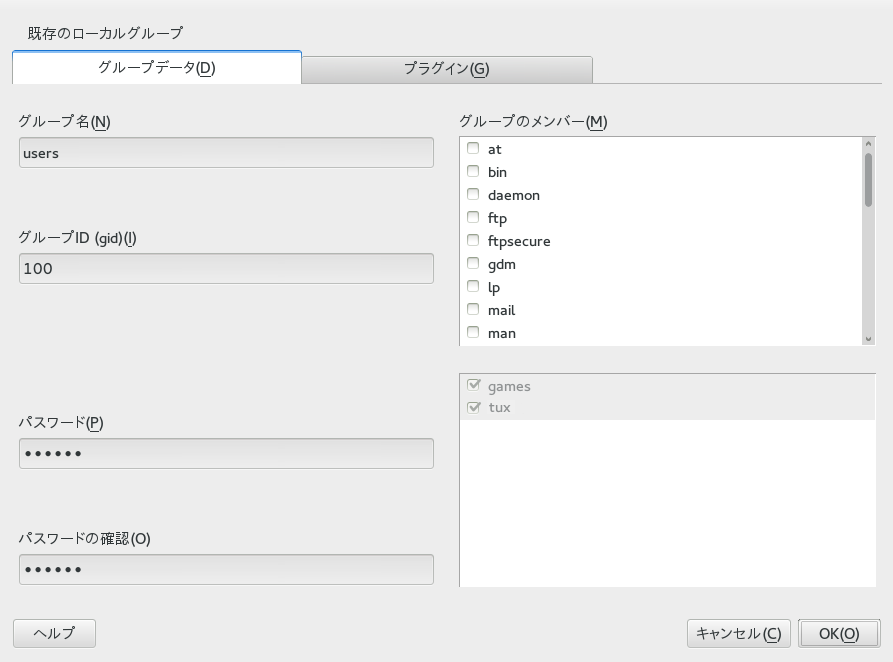 既存のローカルグループ
グループデータ(D)
プラグイン(G)
グループ名(N)
users
グループID (gid)(I)
100
パスワード(P)
••••••
パスワードの確認(O)
••••••
グループのメンバー(M)
at
bin
daemon
ftp
ftpsecure
gdm
lp
mail
man
games
tux
ヘルプ
キャンセル(C)
OK(O)